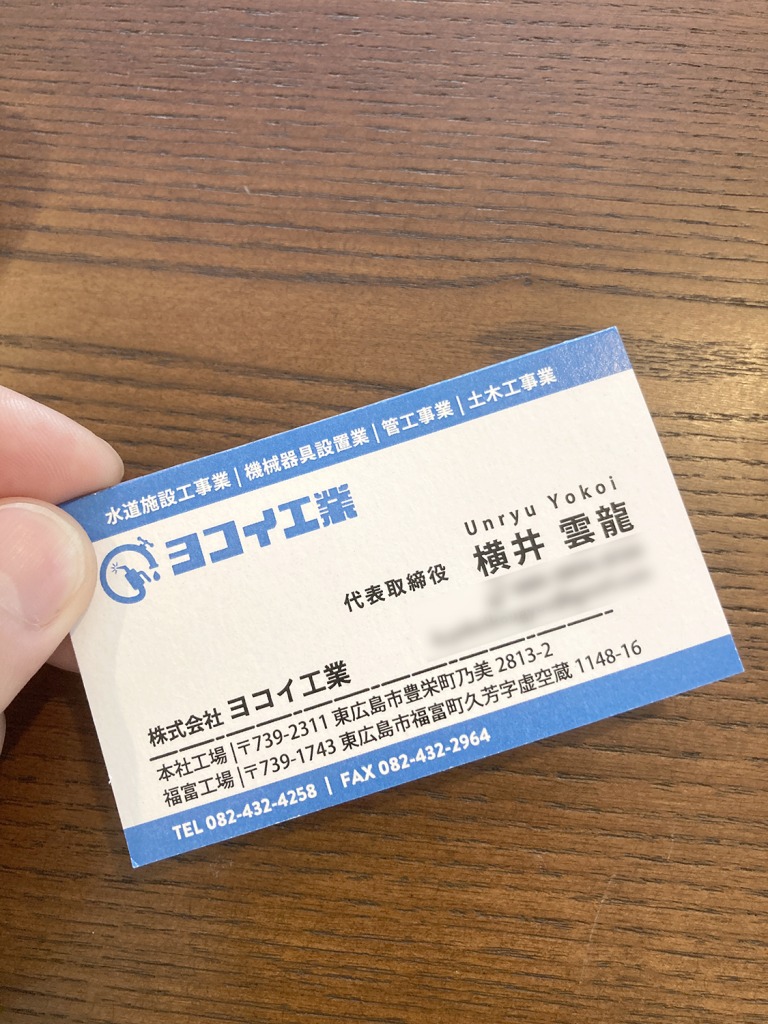 水道施設工事業 | 機械器具設置業 | 管工事業 | 土木工事業
ヨコイ工業
Unryu Yokoi
代表取締役 横井 雲龍
株式会社 ヨコイ工業
本社工場 | 〒739-2311 東広島市豊栄町乃美 2813-2
福富工場 | 〒739-1743 東広島市福富町久芳字虚空蔵 1148-16
TEL 082-432-4258 | FAX 082-432-2964